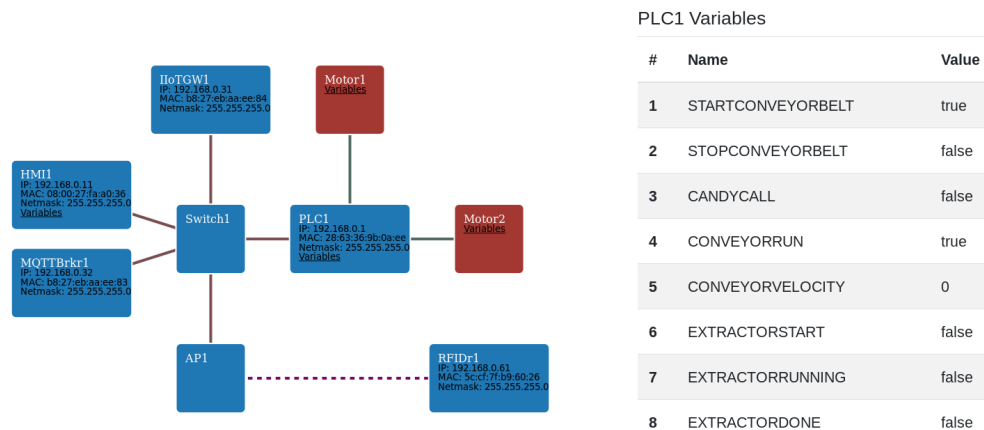 IIoTGW1
IP: 192.168.0.31
MAC: b8:27:eb:aa:ee:84
Netmask: 255.255.255.0
Motor1
Variables
HMI1
IP: 192.168.0.11
MAC: 08:00:27:fa:a0:36
Netmask: 255.255.255.0
Variables
Switch1
PLC1
IP: 192.168.0.1
MAC: 28:63:36:9b:0a:ee
Netmask: 255.255.255.0
Variables
Motor2
Variables
MQTTBrkr1
IP: 192.168.0.32
MAC: b8:27:eb:aa:ee:83
Netmask: 255.255.255.0
AP1
RFIDr1
IP: 192.168.0.61
MAC: 5c:cf:7f:b9:60:26
Netmask: 255.255.255.0
PLC1 Variables
# Name Value
1 STARTCONVEYORBELT true
2 STOPCONVEYORBELT false
3 CANDYCALL false
4 CONVEYORRUN true
5 CONVEYORVELOCITY 0
6 EXTRACTORSTART false
7 EXTRACTORRUNNING false
8 EXTRACTORDONE false